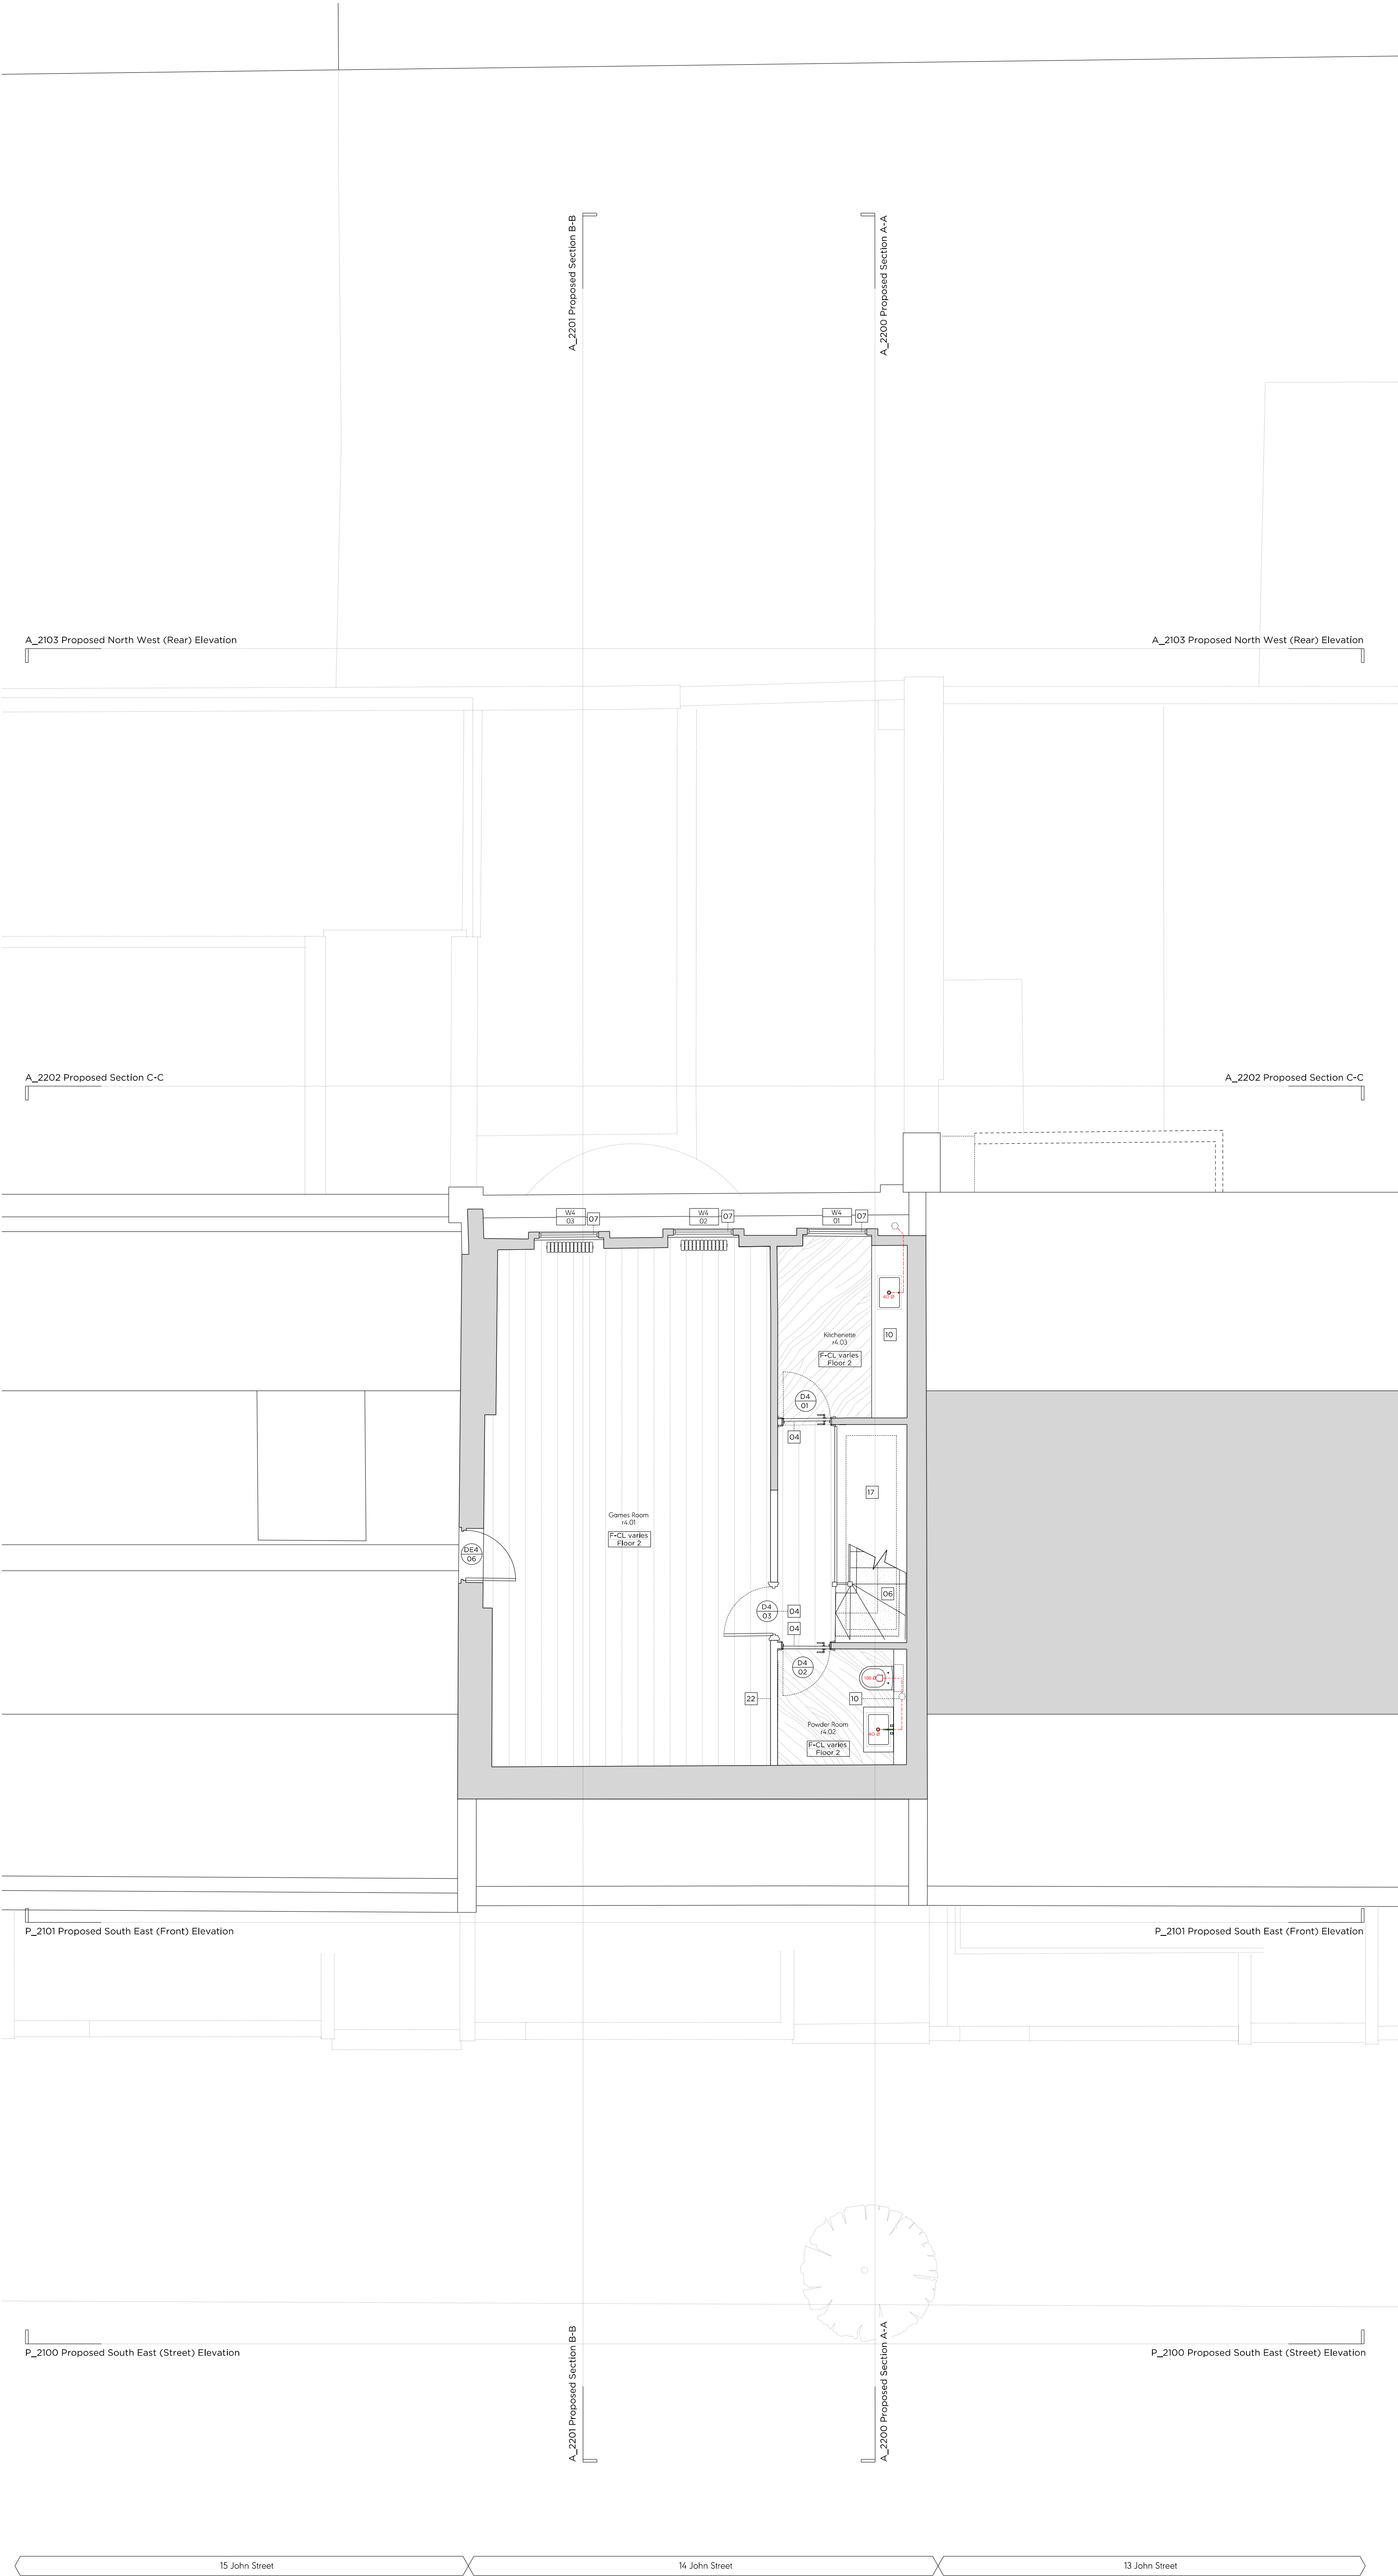 A_2201 Proposed Section B-B
A_2200 Proposed Section A-A
A_2103 Proposed North West (Rear) Elevation
A_2103 Proposed North West (Rear) Elevation
A_2202 Proposed Section C-C
A_2202 Proposed Section C-C
W4
03
07
W4
02
07
W4
01
07
40 Ø
10
Kitchenette
r4.03
F-CL varies
Floor 2
D4
01
04
17
Games Room
r4.01
F-CL varies
Floor 2
DE4
06
06
D4
03
04
04
D4
02
100 Ø
22
10
Powder Room
r4.02
40 Ø
F-CL varies
Floor 2
P_2101 Proposed South East (Front) Elevation
P_2101 Proposed South East (Front) Elevation
P_2100 Proposed South East (Street) Elevation
P_2100 Proposed South East (Street) Elevation
A_2201 Proposed Section B-B
A_2200 Proposed Section A-A
15 John Street
14 John Street
13 John Street